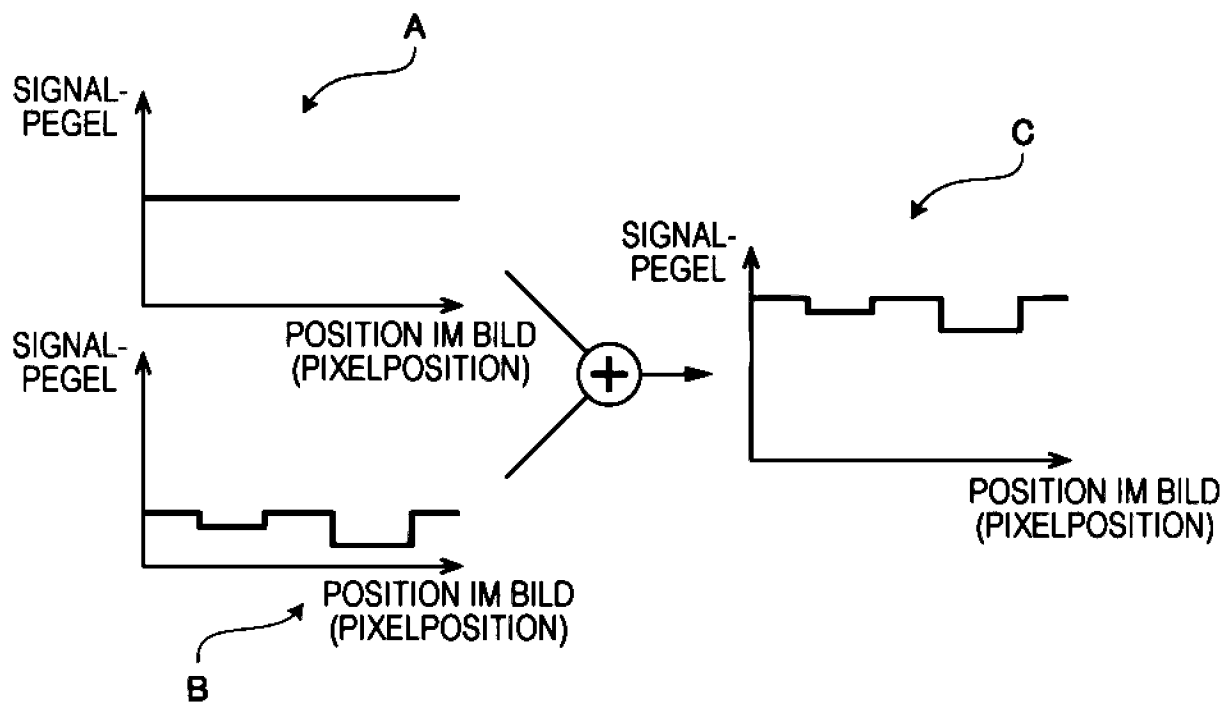 A
SIGNAL-
PEGEL
POSITION IM BILD
(PIXELPOSITION)
SIGNAL-
PEGEL
POSITION IM BILD
(PIXELPOSITION)
B
+
C
SIGNAL-
PEGEL
POSITION IM BILD
(PIXELPOSITION)